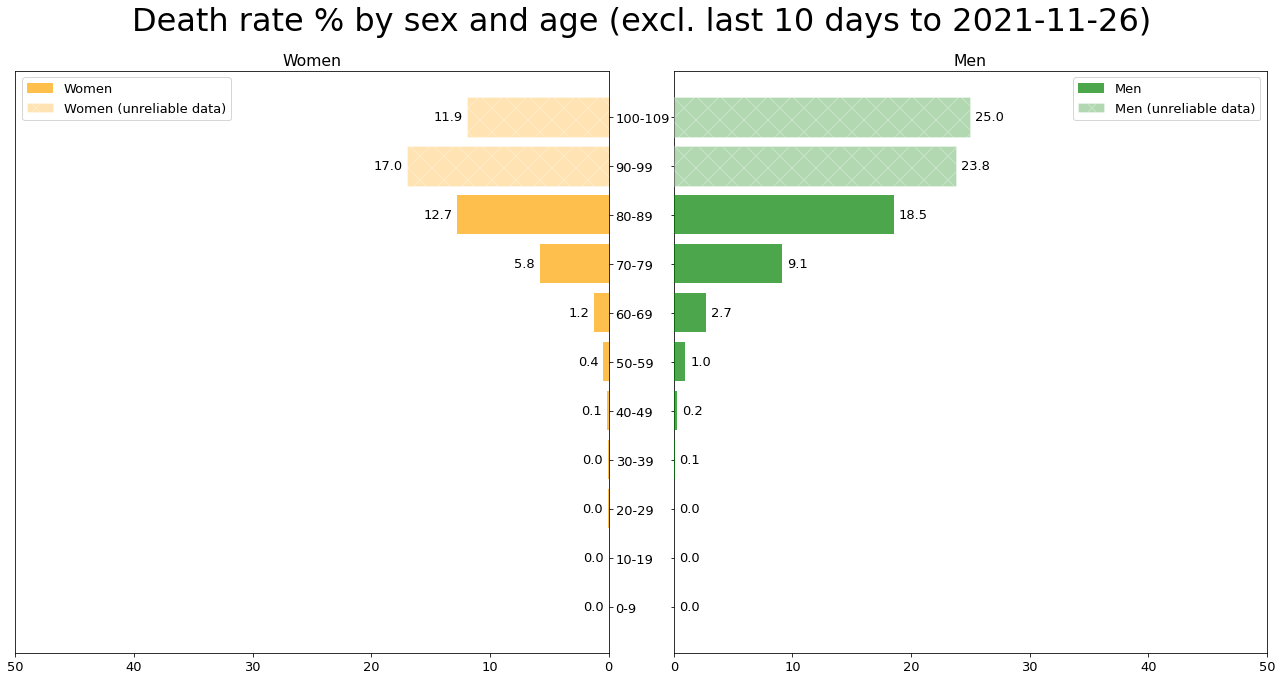 Death rate % by sex and age (excl. last 10 days to 2021-11-26)
Women
Men
Women
Women (unreliable data)
Men
Men (unreliable data)
11.9 100-109 25.0
17.0 90-99 23.8
12.7 80-89 18.5
5.8 70-79 9.1
1.2 60-69 2.7
0.4 50-59 1.0
0.1 40-49 0.2
0.0 30-39 0.1
0.0 20-29 0.0
0.0 10-19 0.0
0.0 0-9 0.0
50 40 30 20 10 0 0 10 20 30 40 50